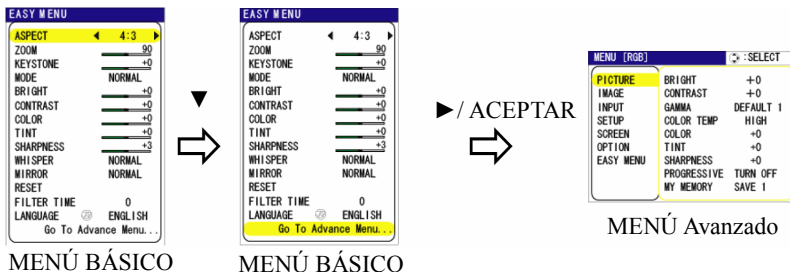 EASY MENU
ASPECT ◀ 4:3 ▶
ZOOM 90
KEYSTONE +0
MODE NORMAL
BRIGHT +0
CONTRAST +0
COLOR +0
TINT +0
SHARPNESS +3
WHISPER NORMAL
MIRROR NORMAL
RESET
FILTER TIME 0
LANGUAGE ENGLISH
Go To Advance Menu...
MENÚ BÁSICO
▼
EASY MENU
ASPECT ◀ 4:3 ▶
ZOOM 90
KEYSTONE +0
MODE NORMAL
BRIGHT +0
CONTRAST +0
COLOR +0
TINT +0
SHARPNESS +3
WHISPER NORMAL
MIRROR NORMAL
RESET
FILTER TIME 0
LANGUAGE ENGLISH
Go To Advance Menu...
MENÚ BÁSICO
▶/ ACEPTAR
MENU [RGB] :SELECT
PICTURE BRIGHT +0
IMAGE CONTRAST +0
INPUT GAMMA DEFAULT 1
SETUP COLOR TEMP HIGH
SCREEN COLOR +0
OPTION TINT +0
EASY MENU SHARPNESS +0
PROGRESSIVE TURN OFF
MY MEMORY SAVE 1
MENÚ Avanzado